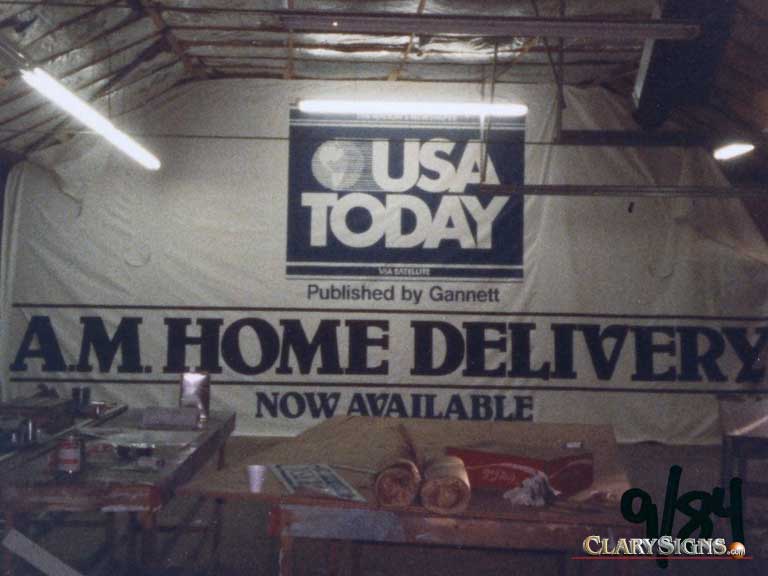 USA
TODAY
VIA SATELLITE
Published by Gannett
A.M. HOME DELIVERY
NOW AVAILABLE
9/84
CLARYSIGNS.com